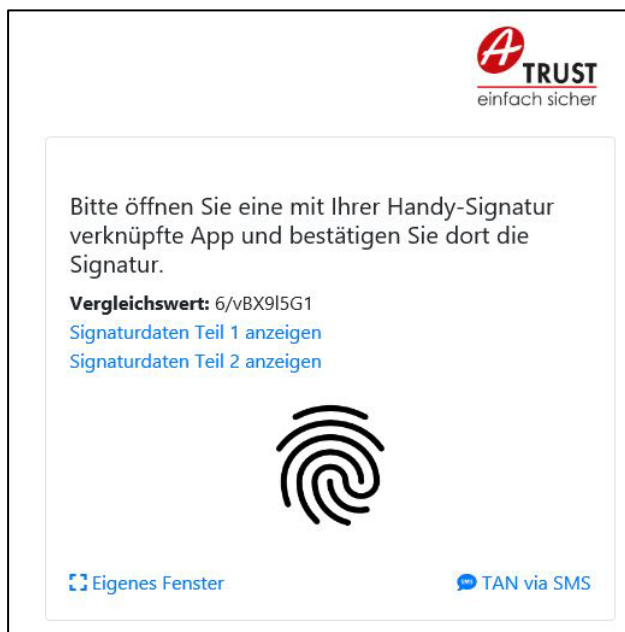 A
TRUST
einfach sicher
Bitte öffnen Sie eine mit Ihrer Handy-Signatur
verknüpfte App und bestätigen Sie dort die
Signatur.
Vergleichswert: 6/vBX9l5G1
Signaturdaten Teil 1 anzeigen
Signaturdaten Teil 2 anzeigen
Eigenes Fenster
SMS TAN via SMS